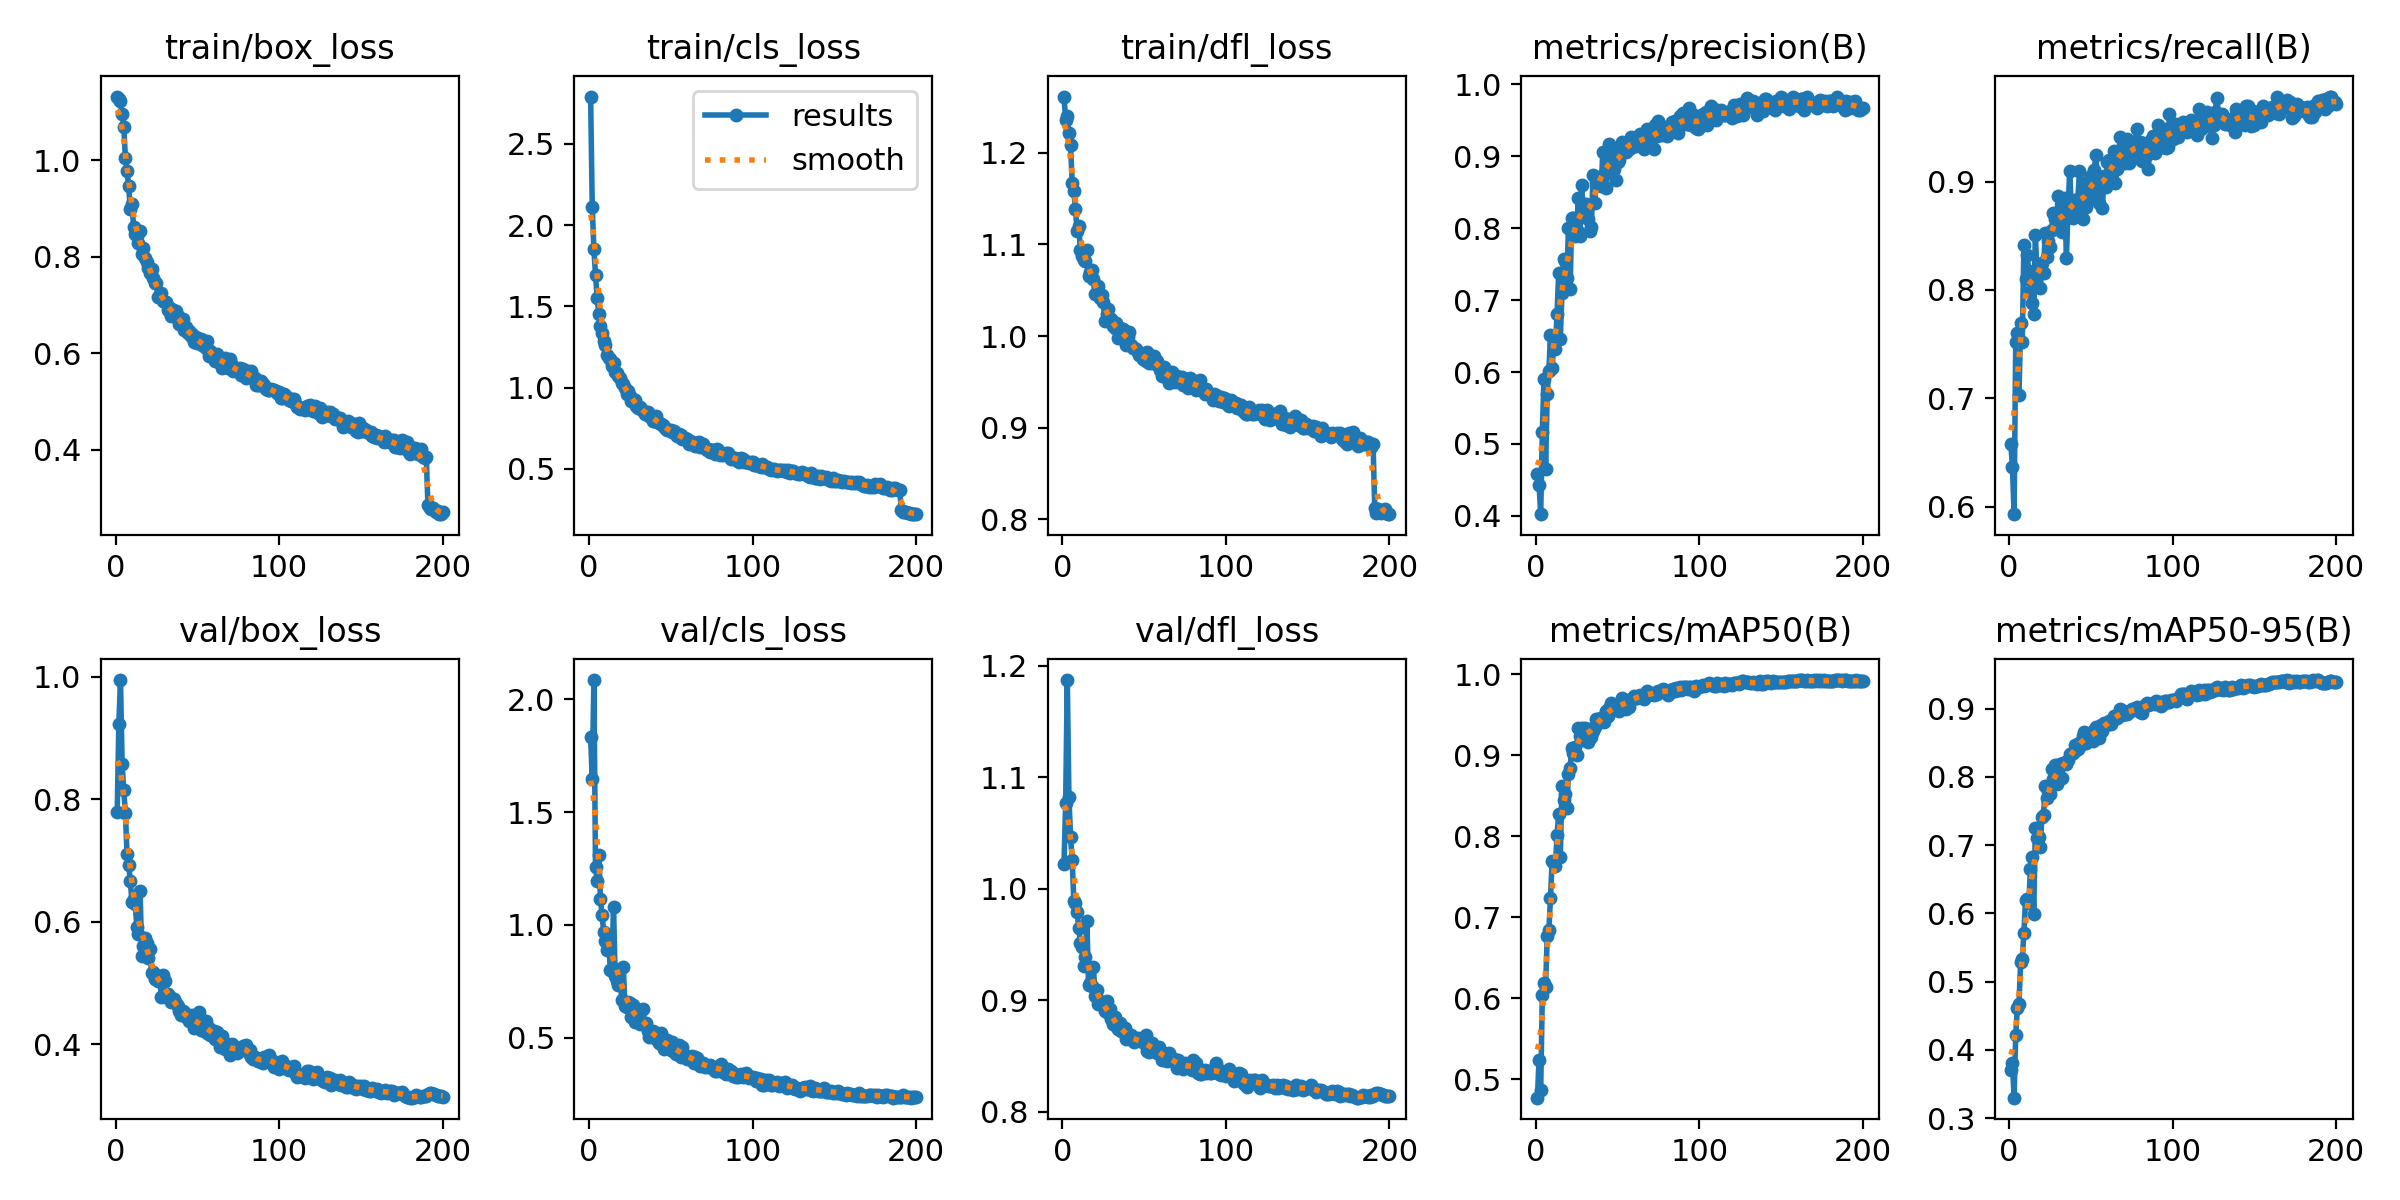 train/box_loss
1.0
0.8
0.6
0.4
0 100 200
train/cls_loss
results
smooth
2.5
2.0
1.5
1.0
0.5
0 100 200
train/dfl_loss
1.2
1.1
1.0
0.9
0.8
0 100 200
metrics/precision(B)
1.0
0.9
0.8
0.7
0.6
0.5
0.4
0 100 200
metrics/recall(B)
0.9
0.8
0.7
0.6
0 100 200
val/box_loss
1.0
0.8
0.6
0.4
0 100 200
val/cls_loss
2.0
1.5
1.0
0.5
0 100 200
val/dfl_loss
1.2
1.1
1.0
0.9
0.8
0 100 200
metrics/mAP50(B)
1.0
0.9
0.8
0.7
0.6
0.5
0 100 200
metrics/mAP50-95(B)
0.9
0.8
0.7
0.6
0.5
0.4
0.3
0 100 200